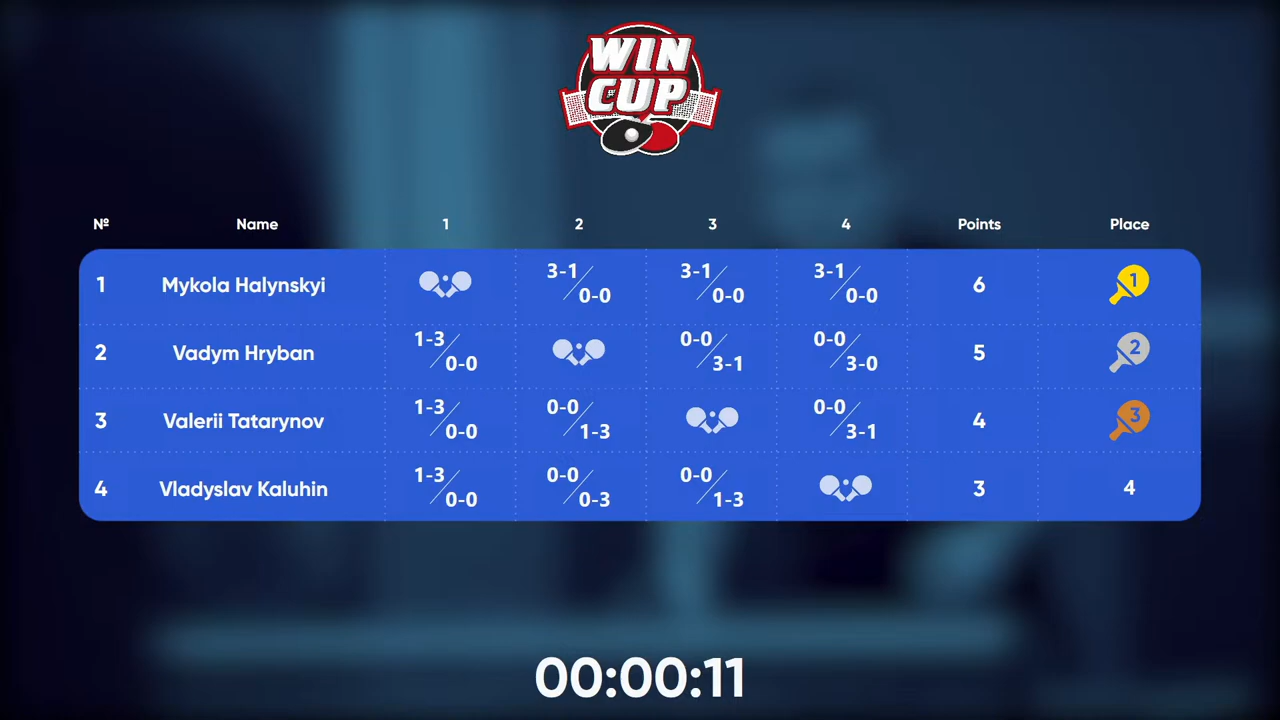 WIN
CUP
№ Name 1 2 3 4 Points Place
1 Mykola Halynskyi 3-1/0-0 3-1/0-0 3-1/0-0 6 1
2 Vadym Hryban 1-3/0-0 0-0/3-1 0-0/3-0 5 2
3 Valerii Tatarynov 1-3/0-0 0-0/1-3 0-0/3-1 4 3
4 Vladyslav Kaluhin 1-3/0-0 0-0/0-3 0-0/1-3 3 4
00:00:11